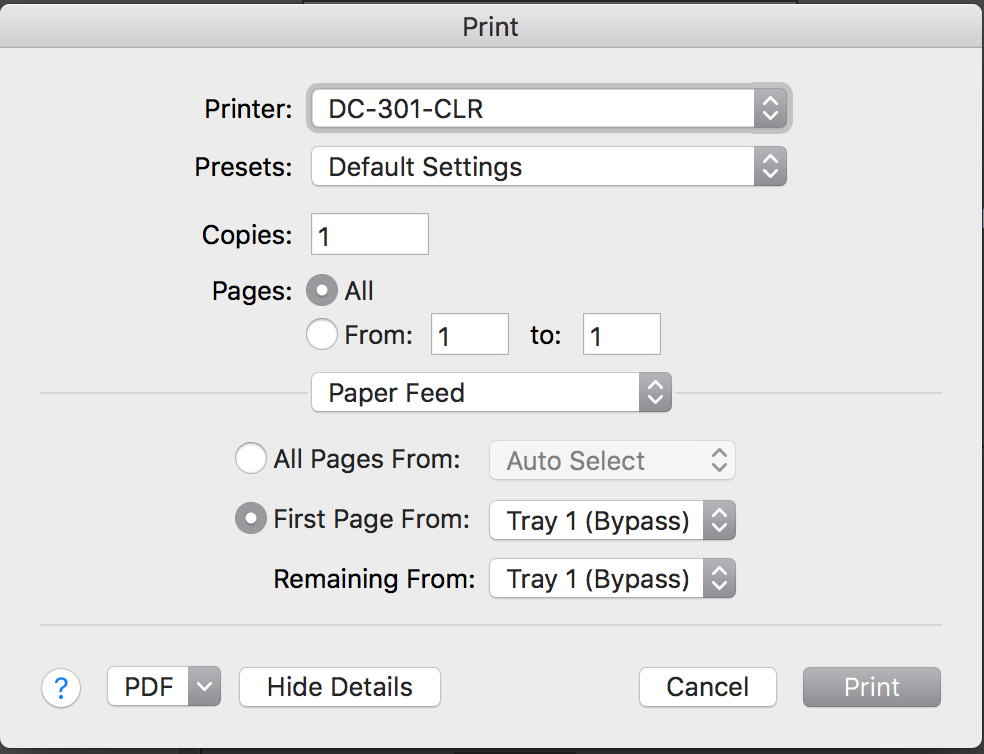 Print
Printer: DC-301-CLR
Presets: Default Settings
Copies: 1
Pages: All
From: 1 to: 1
Paper Feed
All Pages From: Auto Select
First Page From: Tray 1 (Bypass)
Remaining From: Tray 1 (Bypass)
? PDF Hide Details Cancel Print